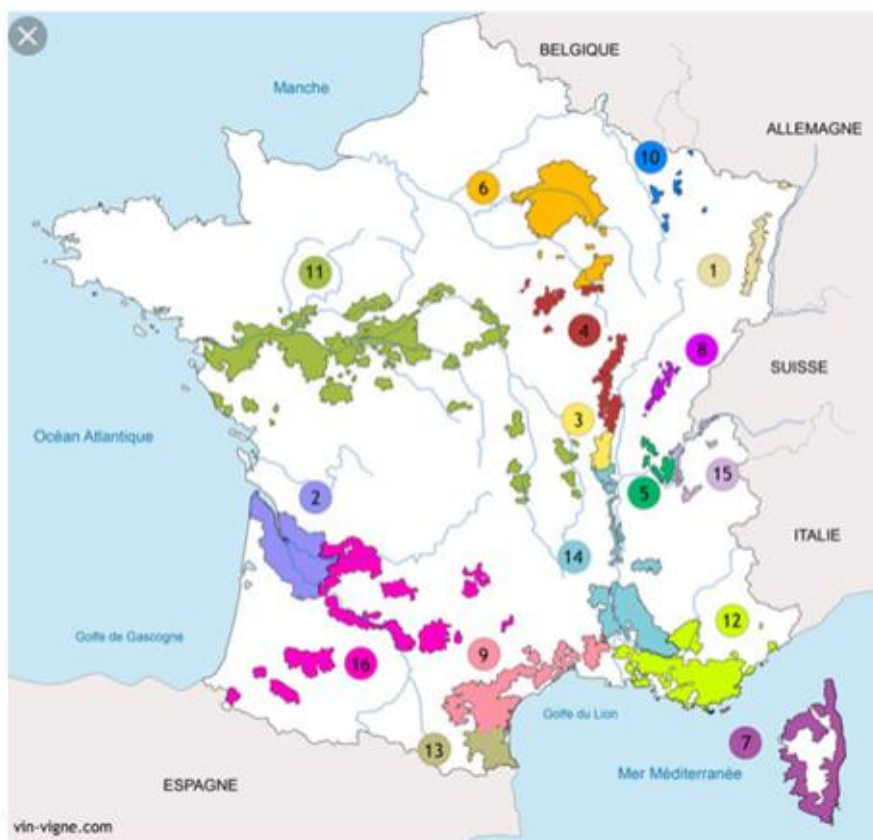 BELGIQUE
Manche
ALLEMAGNE
10
6
11
1
4
8
SUISSE
3
Océan Atlantique
15
2
5
ITALIE
14
12
Golfe de Gascogne
9
16
Golfe du Lion
7
13
Mer Méditerranée
ESPAGNE
vin-vigne.com